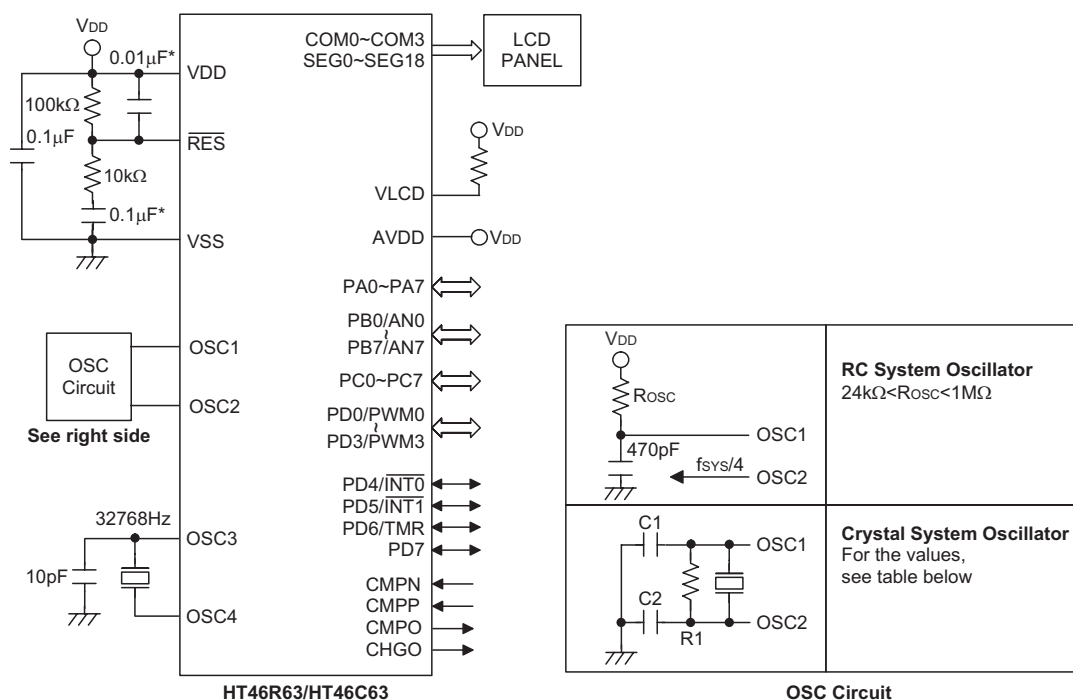 VDD
0.01μF*
VDD
100kΩ
0.1μF
RES
10kΩ
0.1μF*
VSS
OSC
Circuit
See right side
OSC1
OSC2
32768Hz
10pF
OSC3
OSC4
COM0~COM3
SEG0~SEG18
LCD
PANEL
VDD
VLCD
AVDD
VDD
PA0~PA7
PB0/AN0
~
PB7/AN7
PC0~PC7
PD0/PWM0
~
PD3/PWM3
PD4/INT0
PD5/INT1
PD6/TMR
PD7
CMPN
CMPP
CMPO
CHGO
HT46R63/HT46C63
VDD
ROSC
470pF
OSC1
fSYS/4
OSC2
RC System Oscillator
24kΩ<ROSC<1MΩ
C1
C2
R1
OSC1
OSC2
Crystal System Oscillator
For the values,
see table below
OSC Circuit